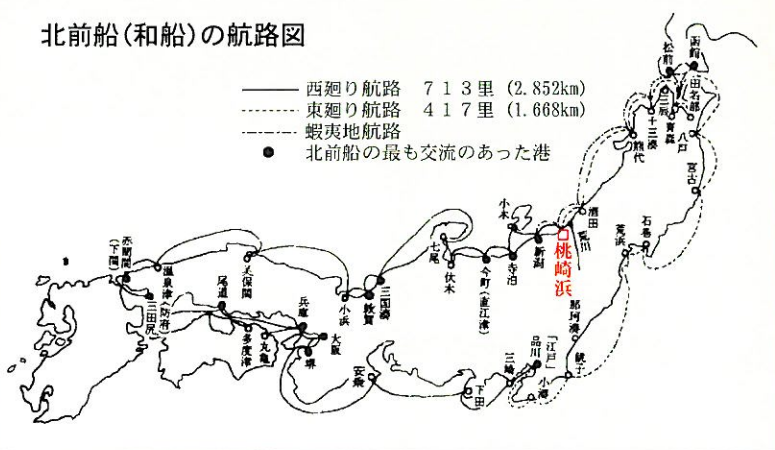 北前船(和船)の航路図
西廻り航路 713里(2.852km)
東廻り航路 417里(1.668km)
蝦夷地航路
北前船の最も交流のあった港
函館
松前
田名部
三厩
青森
八戸
十三湊
能代
宮古
酒田
荒川
石巻
荒浜
桃崎浜
小木
新潟
寺泊
今町(直江津)
伏木
七尾
三国湊
敦賀
小浜
美保関
温泉津
赤間関
(下関)
三田尻
(防府)
尾道
多度津
丸亀
兵庫
大阪
堺
安乗
下田
三崎
「江戸」
品川
小湊
銚子
那珂湊